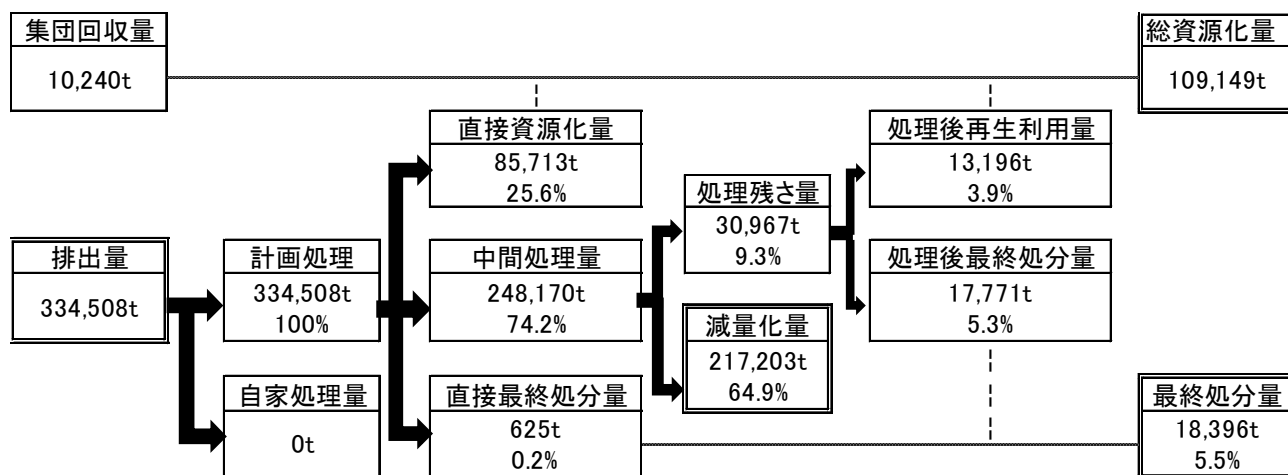 集団回収量
10,240t
総資源化量
109,149t
直接資源化量
85,713t
25.6%
処理後再生利用量
13,196t
3.9%
処理残さ量
30,967t
9.3%
排出量
334,508t
計画処理
334,508t
100%
中間処理量
248,170t
74.2%
処理後最終処分量
17,771t
5.3%
減量化量
217,203t
64.9%
自家処理量
0t
直接最終処分量
625t
0.2%
最終処分量
18,396t
5.5%